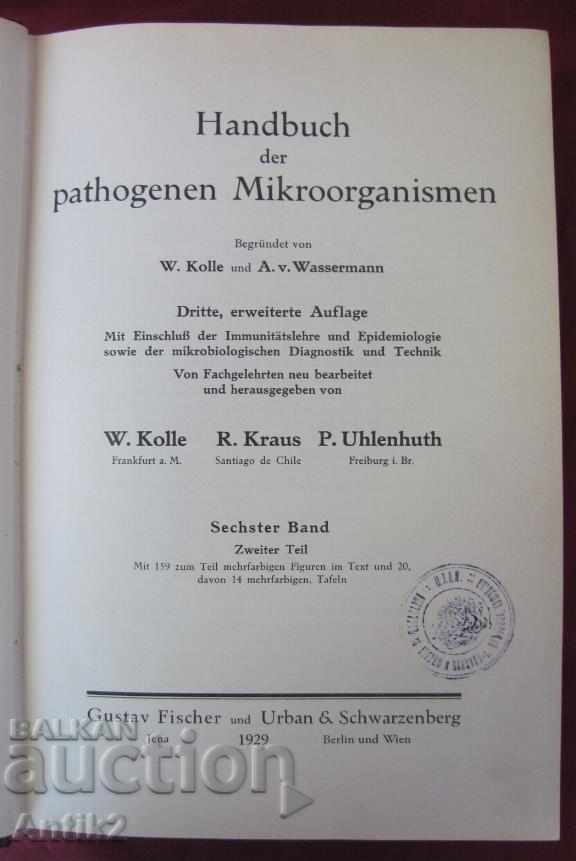 Handbuch
der
pathogenen Mikroorganismen
Begründet von
W. Kolle und A. v. Wassermann
Dritte, erweiterte Auflage
Mit Einschluß der Immunitätslehre und Epidemiologie
sowie der mikrobiologischen Diagnostik und Technik
Von Fachgelehrten neu bearbeitet
und herausgegeben von
W. Kolle R. Kraus P. Uhlenhuth
Frankfurt a. M. Santiago de Chile Freiburg i. Br.
Sechster Band
Zweiter Teil
Mit 159 zum Teil mehrfarbigen Figuren im Text und 20,
davon 14 mehrfarbigen, Tafeln
Gustav Fischer und Urban & Schwarzenberg
Jena 1929 Berlin und Wien
BALKAN
auction
Antik2